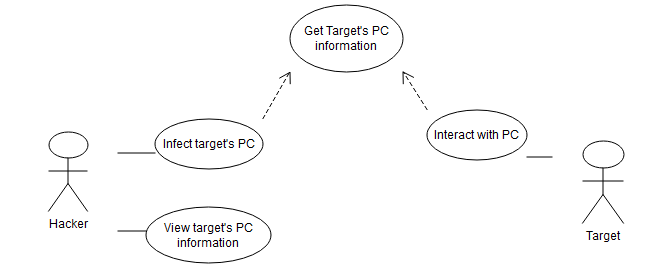 Get Target's PC
information
Infect target's PC
Interact with PC
Hacker
View target's PC
information
Target